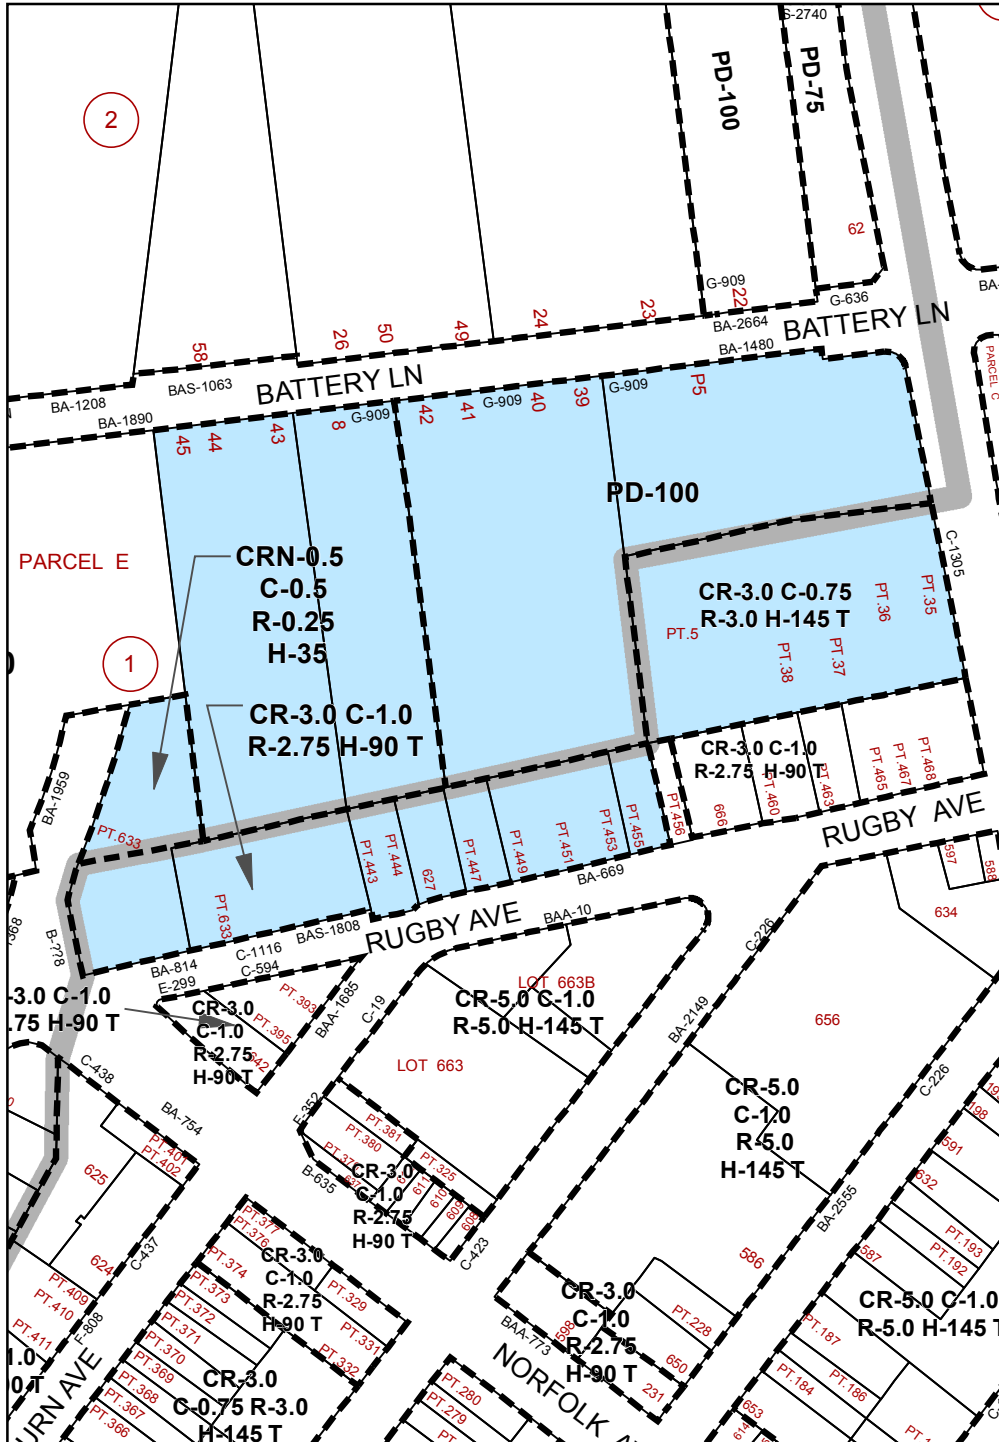 S-2740
2
PD-100
PD-75
62
G-909
22
G-636
BA-
BA-2664
BATTERY LN
BA-1480
23
24
49
50
26
58
BAS-1063
BATTERY LN
BA-1208
BA-1890
PARCEL C
45
44
43
8
G-909
42
41
G-909
40
39
G-909
P5
PD-100
C-1305
PARCEL E
CRN-0.5
C-0.5
R-0.25
H-35
1
CR-3.0 C-0.75
R-3.0 H-145 T
PT.36
PT.35
PT.5
PT.38
PT.37
CR-3.0 C-1.0
R-2.75 H-90 T
CR-3.0 C-1.0
R-2.75 H-90 T
BA-1959
PT.633
PT.456
666
PT.460
PT.463
PT.465
PT.467
PT.468
RUGBY AVE
PT.443
PT.444
627
PT.447
PT.449
PT.451
PT.453
PT.455
BA-669
597
588
634
PT.633
BAS-1808
RUGBY AVE
BAA-10
C-1116
C-594
BA-814
E-299
B-??8
1368
C-226
-3.0 C-1.0
.75 H-90 T
CR-3.0
C-1.0
R-2.75
H-90 T
PT.393
PT.395
642
BAA-1685
C-19
LOT 663B
CR-5.0 C-1.0
R-5.0 H-145 T
BA-2149
656
LOT 663
C-438
CR-5.0
C-1.0
R-5.0
H-145 T
C-226
BA-754
E-352
PT.381
PT.380
PT.325
B-635
637
CR-3.0
C-1.0
R-2.75
H-90 T
611
610
609
608
C-423
PT.401
PT.402
625
624
C-437
198
591
632
PT.193
PT.192
BA-2555
587
586
PT.377
PT.376
PT.374
PT.373
PT.372
PT.371
PT.370
PT.369
PT.368
PT.367
PT.366
CR-3.0
C-1.0
R-2.75
H-90 T
PT.329
PT.331
PT.332
PT.409
PT.410
PT.411
F-808
CR-3.0
C-1.0
R-2.75
H-90 T
PT.228
650
231
598
BAA-773
CR-5.0 C-1.0
R-5.0 H-145 T
PT.187
PT.186
PT.184
653
614
1.0
0 T
URN AVE
CR-3.0
C-0.75 R-3.0
H-145 T
NORFOLK A
PT.280
PT.279